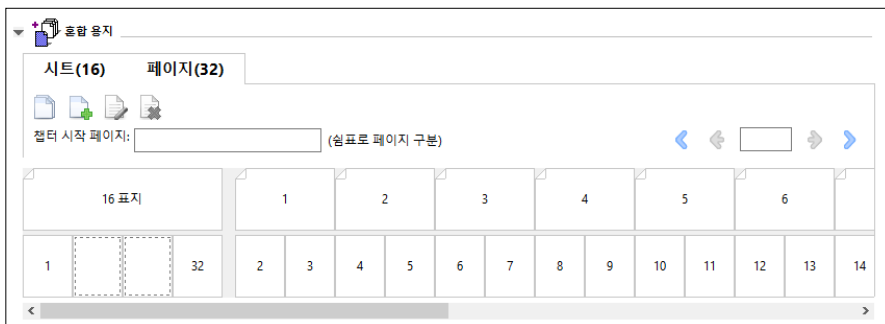 혼합 용지
시트(16) 페이지(32)
챕터 시작 페이지: (쉼표로 페이지 구분)
16 표지 1 2 3 4 5 6
1 32 2 3 4 5 6 7 8 9 10 11 12 13 14